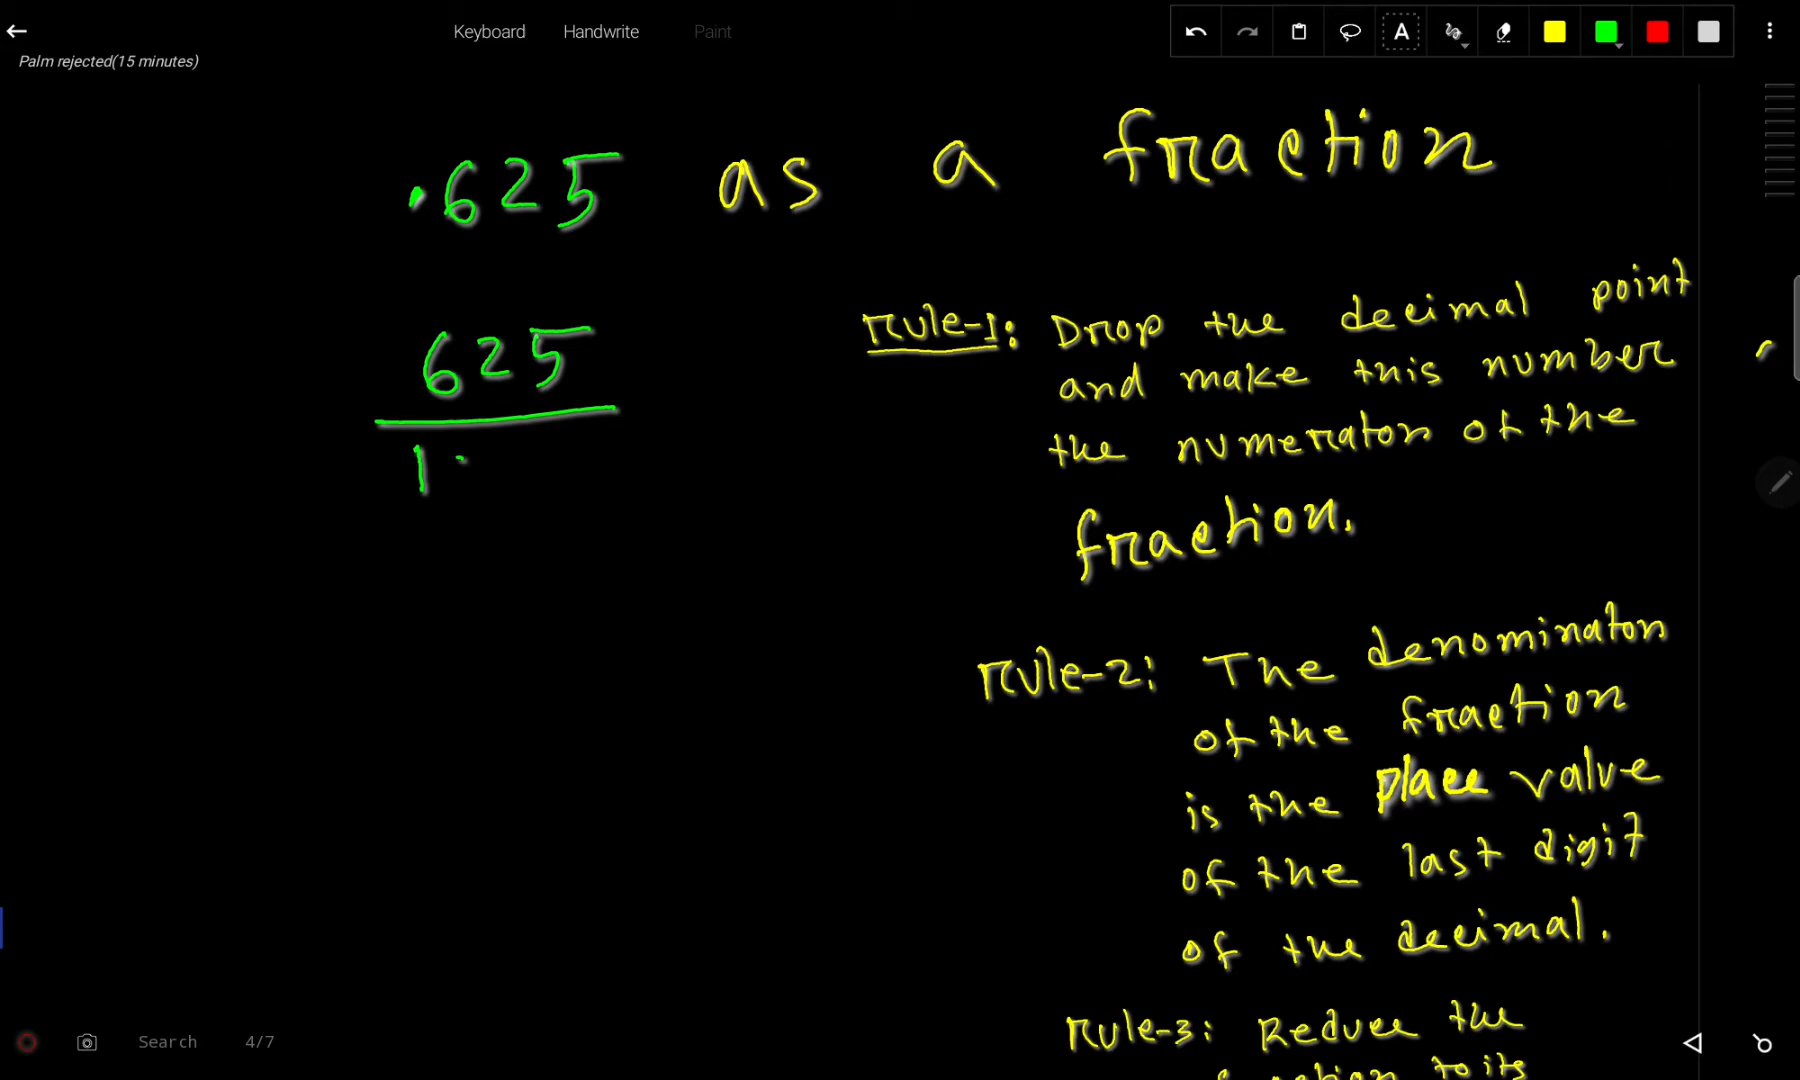 Keyboard Handwrite Paint
Palm rejected(15 minutes)
A
.625 as a fraction
625
1
Rule-1: Drop the decimal point
and make this number
the numerator of the
fraction.
Rule-2: The denominator
of the fraction
is the place value
of the last digit
of the decimal.
Rule-3: Reduce the
to its
Search 4/7